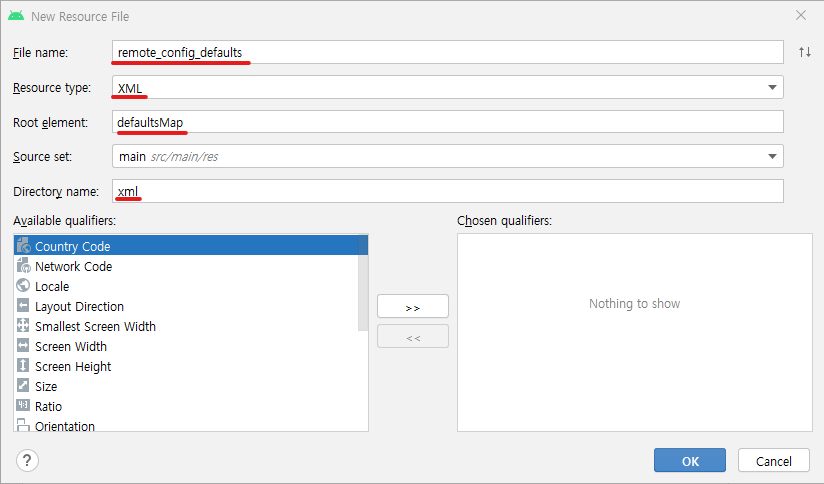 New Resource File
File name: remote_config_defaults
Resource type: XML
Root element: defaultsMap
Source set: main src/main/res
Directory name: xml
Available qualifiers:
Chosen qualifiers:
Country Code
Network Code
Locale
Layout Direction
Smallest Screen Width
Screen Width
Screen Height
Size
Ratio
Orientation
>>
<<
Nothing to show
?
OK
Cancel